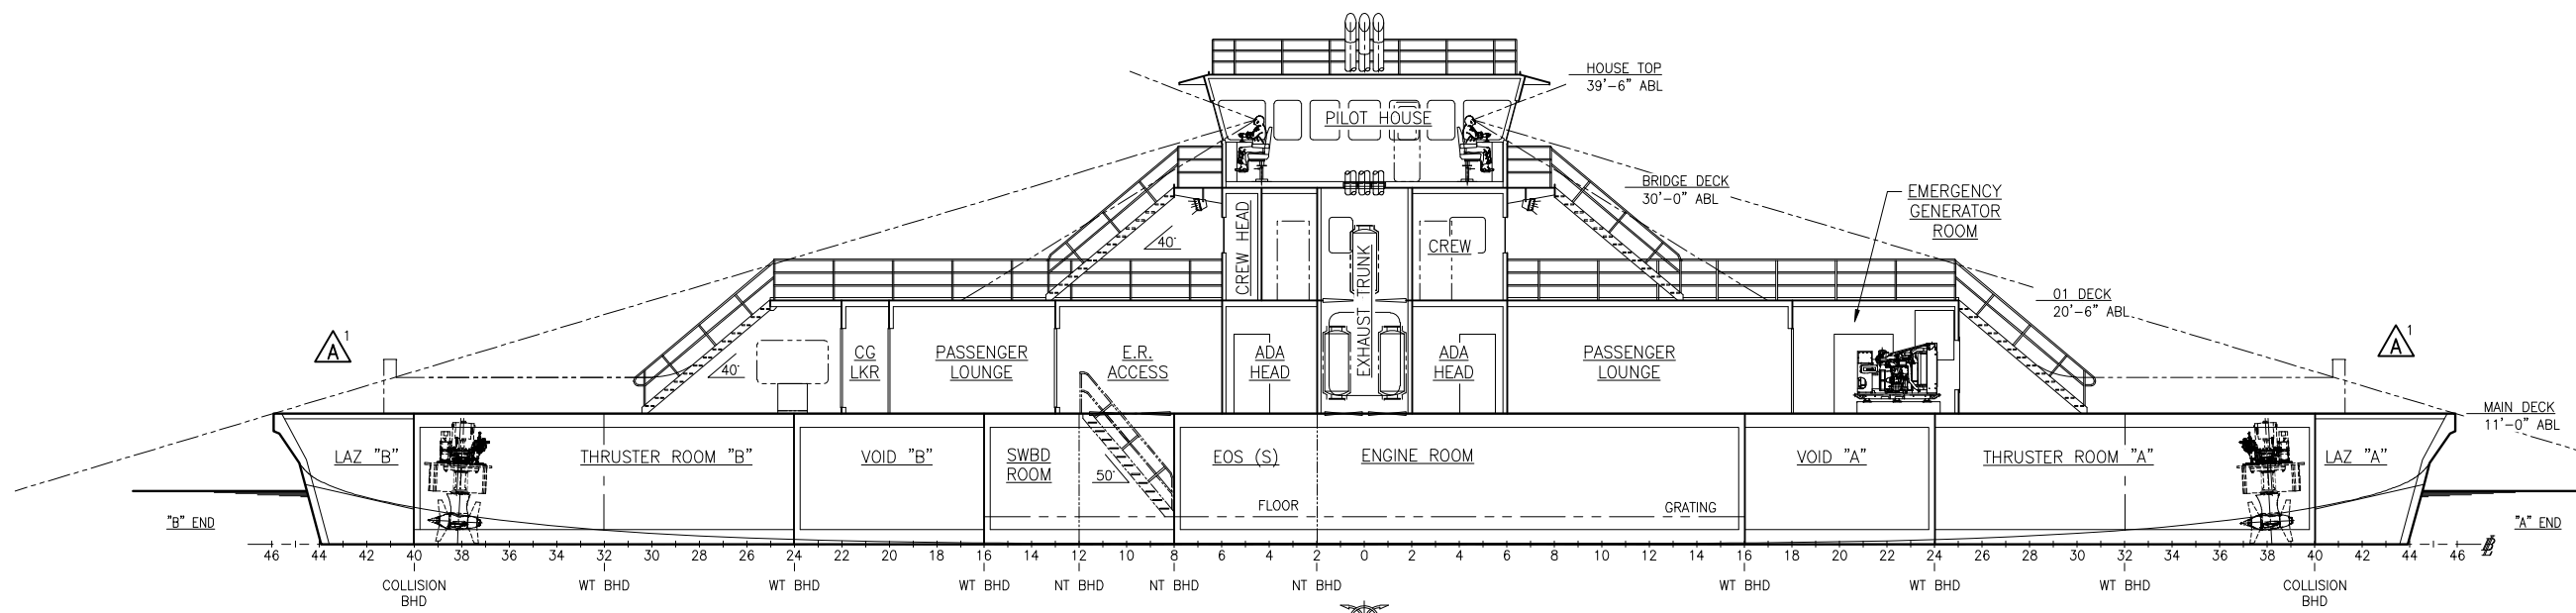 HOUSE TOP
39'-6" ABL
PILOT HOUSE
BRIDGE DECK
30'-0" ABL
EMERGENCY
GENERATOR
ROOM
CREW HEAD
40°
CREW
EXHAUST TRUNK
01 DECK
20'-6" ABL
A 1
A 1
40°
CG
LKR
PASSENGER
LOUNGE
E.R.
ACCESS
ADA
HEAD
ADA
HEAD
PASSENGER
LOUNGE
MAIN DECK
11'-0" ABL
LAZ "B"
THRUSTER ROOM "B"
VOID "B"
SWBD
ROOM
50°
EOS (S)
ENGINE ROOM
VOID "A"
THRUSTER ROOM "A"
LAZ "A"
FLOOR
GRATING
"B" END
"A" END
46 44 42 40 38 36 34 32 30 28 26 24 22 20 18 16 14 12 10 8 6 4 2 0 2 4 6 8 10 12 14 16 18 20 22 24 26 28 30 32 34 36 38 40 42 44 46
COLLISION
BHD
WT BHD
WT BHD
WT BHD
NT BHD
NT BHD
NT BHD
WT BHD
WT BHD
WT BHD
COLLISION
BHD